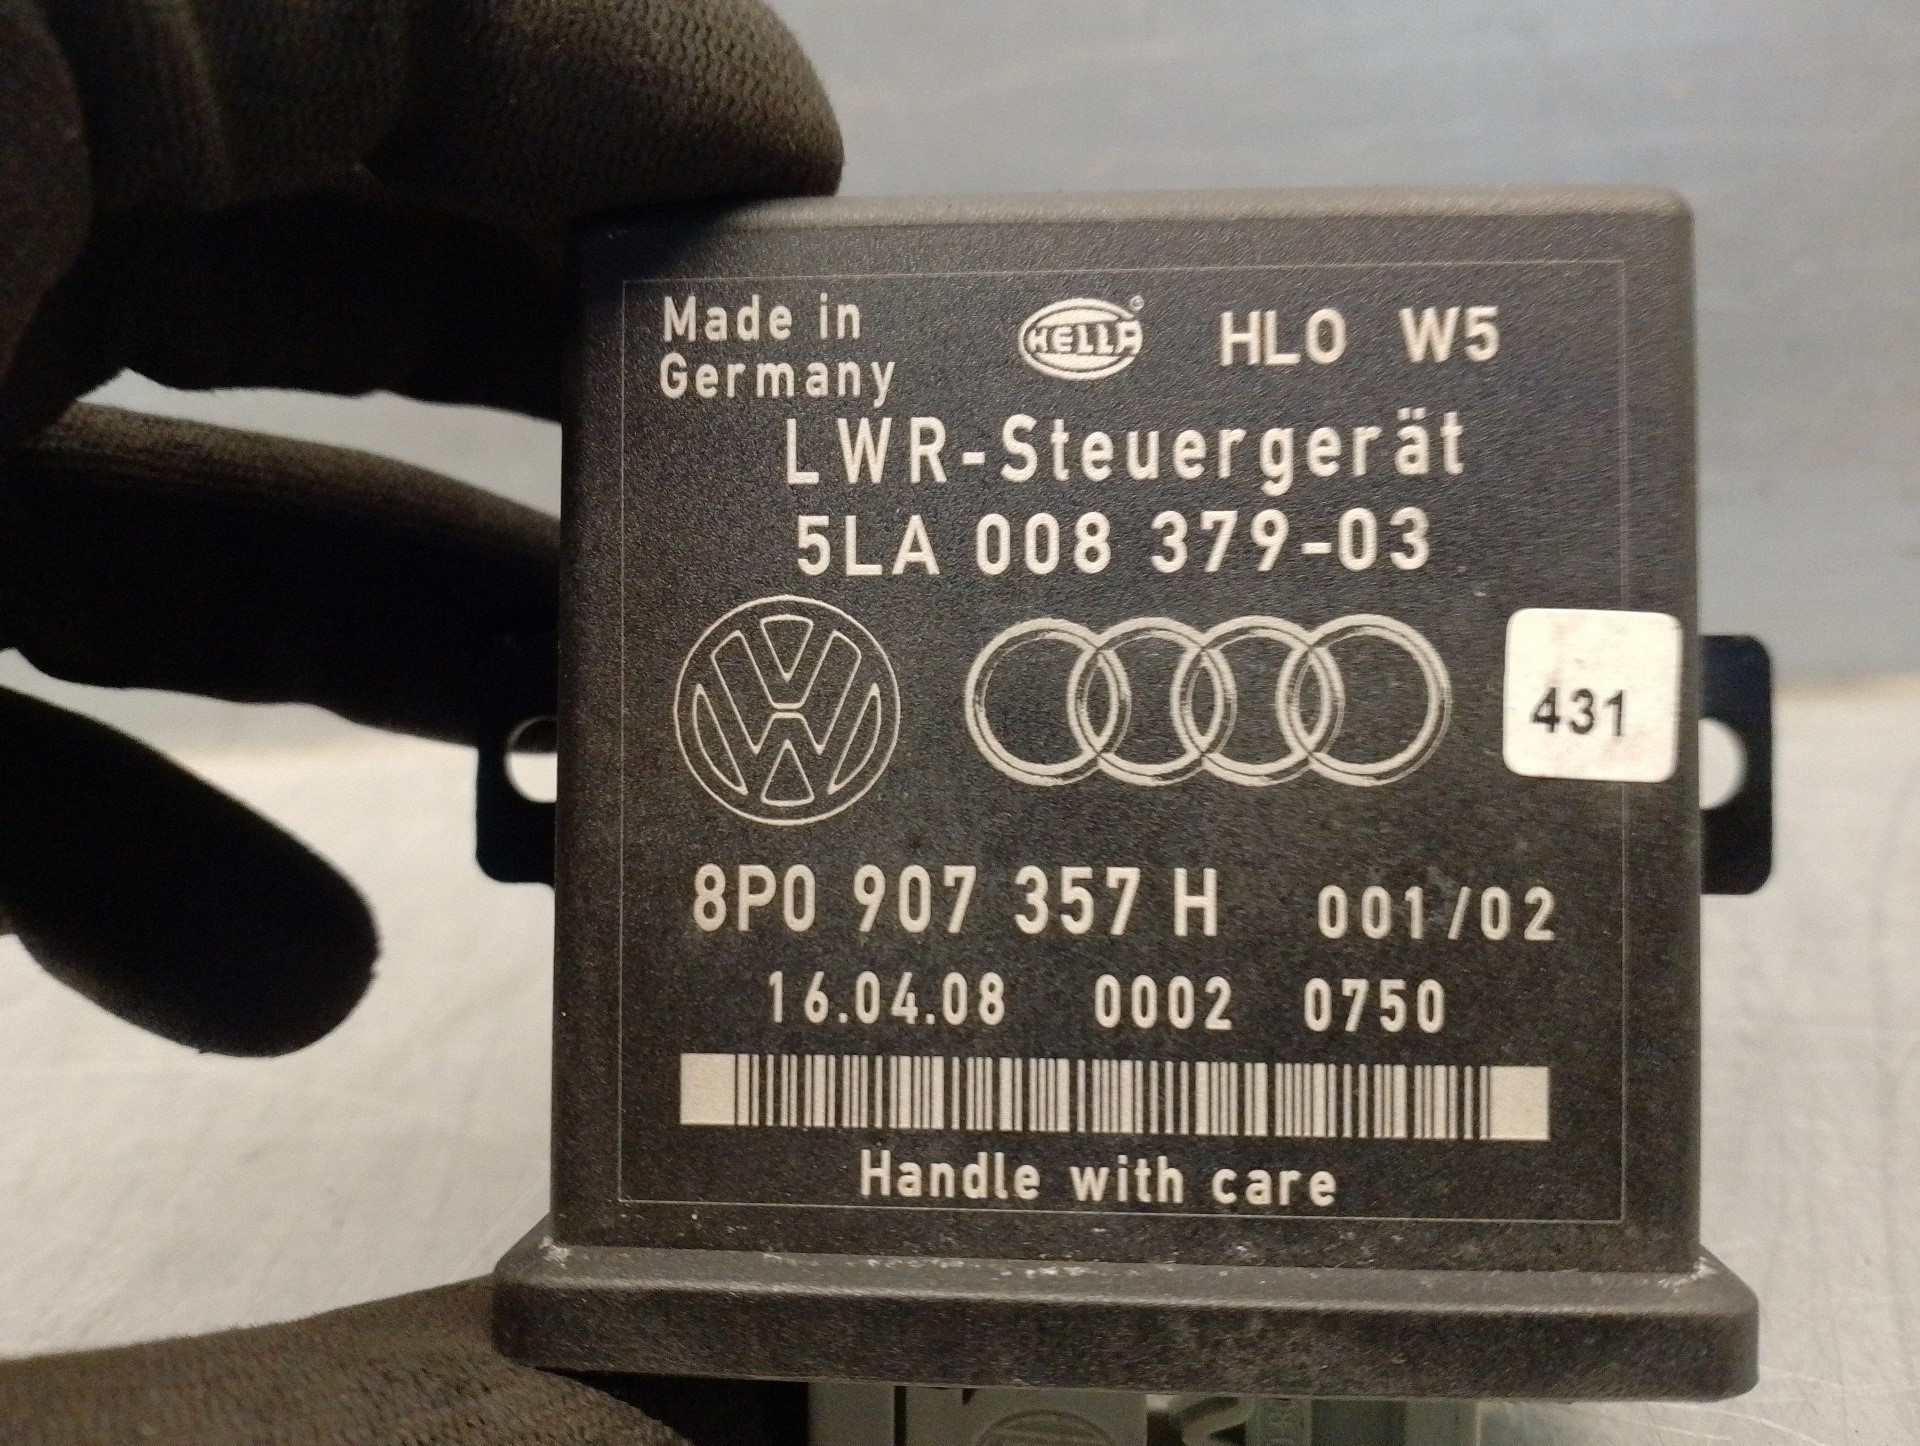 Made in
Germany
HELLA® HLO W5
LWR-Steuergerät
5LA 008 379-03
431
8P0 907 357 H 001/02
16.04.08 0002 0750
Handle with care